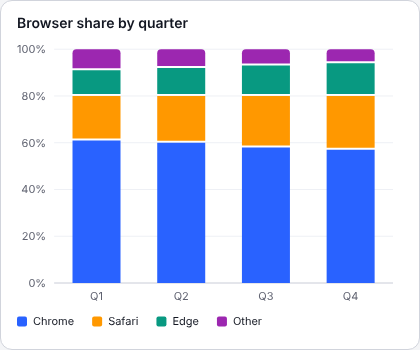 Browser share by quarter
100%
80%
60%
40%
20%
0%
Q1 Q2 Q3 Q4
Chrome Safari Edge Other